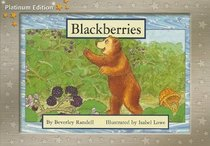 Platinum Edition
Blackberries
By Beverley Randell
Illustrated by Isabel Lowe